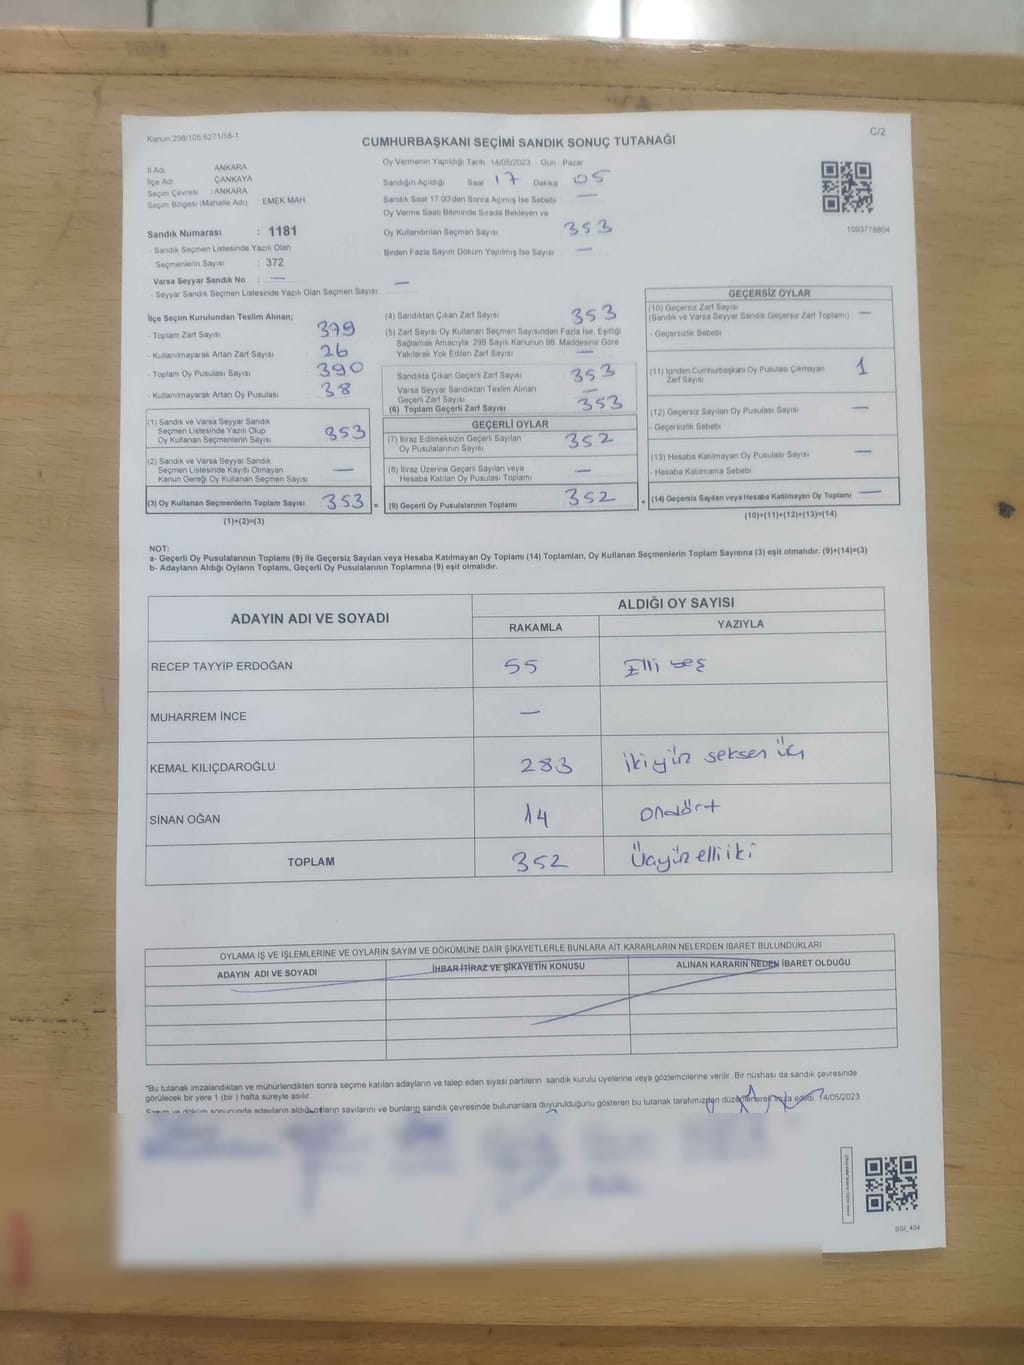 Kanun:298/105,6271/18-1
C/2
CUMHURBAŞKANI SEÇİMİ SANDIK SONUÇ TUTANAĞI
İl Adı ANKARA
İlçe Adı ÇANKAYA
Seçim Çevresi : ANKARA
Seçim Bölgesi (Mahalle Adı) EMEK MAH.
Sandık Numarası : 1181
- Sandık Seçmen Listesinde Yazılı Olan
Seçmenlerin Sayısı : 372
Varsa Seyyar Sandık No : —
- Seyyar Sandık Seçmen Listesinde Yazılı Olan Seçmen Sayısı —
Oy Vermenin Yapıldığı Tarih 14/05/2023 Gün Pazar
Sandığın Açıldığı Saat 17 Dakika 05
Sandık Saat 17.00'den Sonra Açılmış İse Sebebi —
Oy Verme Saati Bitiminde Sırada Bekleyen ve
Oy Kullandırılan Seçmen Sayısı 353
Birden Fazla Sayım Döküm Yapılmış İse Sayısı —
1093778804
İlçe Seçim Kurulundan Teslim Alınan;
- Toplam Zarf Sayısı 379
- Kullanılmayarak Artan Zarf Sayısı 26
- Toplam Oy Pusulası Sayısı 390
- Kullanılmayarak Artan Oy Pusulası 38
(1) Sandık ve Varsa Seyyar Sandık
Seçmen Listesinde Yazılı Olup
Oy Kullanan Seçmenlerin Sayısı 353
(2) Sandık ve Varsa Seyyar Sandık
Seçmen Listesinde Kayıtlı Olmayan
Kanun Gereği Oy Kullanan Seçmen Sayısı —
(3) Oy Kullanan Seçmenlerin Toplam Sayısı 353 =
(1)+(2)=(3)
(4) Sandıktan Çıkan Zarf Sayısı 353
(5) Zarf Sayısı Oy Kullanan Seçmen Sayısından Fazla İse, Eşitliği
Sağlamak Amacıyla, 298 Sayılı Kanunun 98. Maddesine Göre
Yakılarak Yok Edilen Zarf Sayısı —
Sandıkta Çıkan Geçerli Zarf Sayısı 353
Varsa Seyyar Sandıktan Teslim Alınan
Geçerli Zarf Sayısı —
(6) Toplam Geçerli Zarf Sayısı 353
GEÇERLİ OYLAR
(7) İtiraz Edilmeksizin Geçerli Sayılan
Oy Pusulalarının Sayısı 352
(8) İtiraz Üzerine Geçerli Sayılan veya
Hesaba Katılan Oy Pusulası Toplamı —
(9) Geçerli Oy Pusulalarının Toplamı 352 +
GEÇERSİZ OYLAR
(10) Geçersiz Zarf Sayısı
(Sandık ve Varsa Seyyar Sandık Geçersiz Zarf Toplamı) —
- Geçersizlik Sebebi
(11) İçinden Cumhurbaşkanı Oy Pusulası Çıkmayan
Zarf Sayısı 1
(12) Geçersiz Sayılan Oy Pusulası Sayısı —
- Geçersizlik Sebebi
(13) Hesaba Katılmayan Oy Pusulası Sayısı —
- Hesaba Katılmama Sebebi
(14) Geçersiz Sayılan veya Hesaba Katılmayan Oy Toplamı —
(10)+(11)+(12)+(13)=(14)
NOT:
a- Geçerli Oy Pusulalarının Toplamı (9) ile Geçersiz Sayılan veya Hesaba Katılmayan Oy Toplamı (14) Toplamları, Oy Kullanan Seçmenlerin Toplam Sayısına (3) eşit olmalıdır. (9)+(14)=(3)
b- Adayların Aldığı Oyların Toplamı, Geçerli Oy Pusulalarının Toplamına (9) eşit olmalıdır.
ADAYIN ADI VE SOYADI ALDIĞI OY SAYISI
RAKAMLA YAZIYLA
RECEP TAYYİP ERDOĞAN 55 Elli beş
MUHARREM İNCE —
KEMAL KILIÇDAROĞLU 283 ikiyüz seksen üç
SİNAN OĞAN 14 ondört
TOPLAM 352 Üçyüz elli iki
OYLAMA İŞ VE İŞLEMLERİNE VE OYLARIN SAYIM VE DÖKÜMÜNE DAİR ŞİKAYETLERLE BUNLARA AİT KARARLARIN NELERDEN İBARET BULUNDUKLARI
ADAYIN ADI VE SOYADI İHBAR İTİRAZ VE ŞİKAYETİN KONUSU ALINAN KARARIN NEDEN İBARET OLDUĞU
*Bu tutanak imzalandıktan ve mühürlendikten sonra seçime katılan adayların ve talep eden siyasi partilerin sandık kurulu üyelerine veya gözlemcilerine verilir. Bir nüshası da sandık çevresinde
görülecek bir yere 1 (bir) hafta süreyle asılır.
Sayım ve döküm sonucunda adayların aldığı oyların sayılarını ve bunların sandık çevresinde bulunanlara duyurulduğunu gösteren bu tutanak tarafımızdan düzenlenerek imza edildi. 14/05/2023
SSI_404